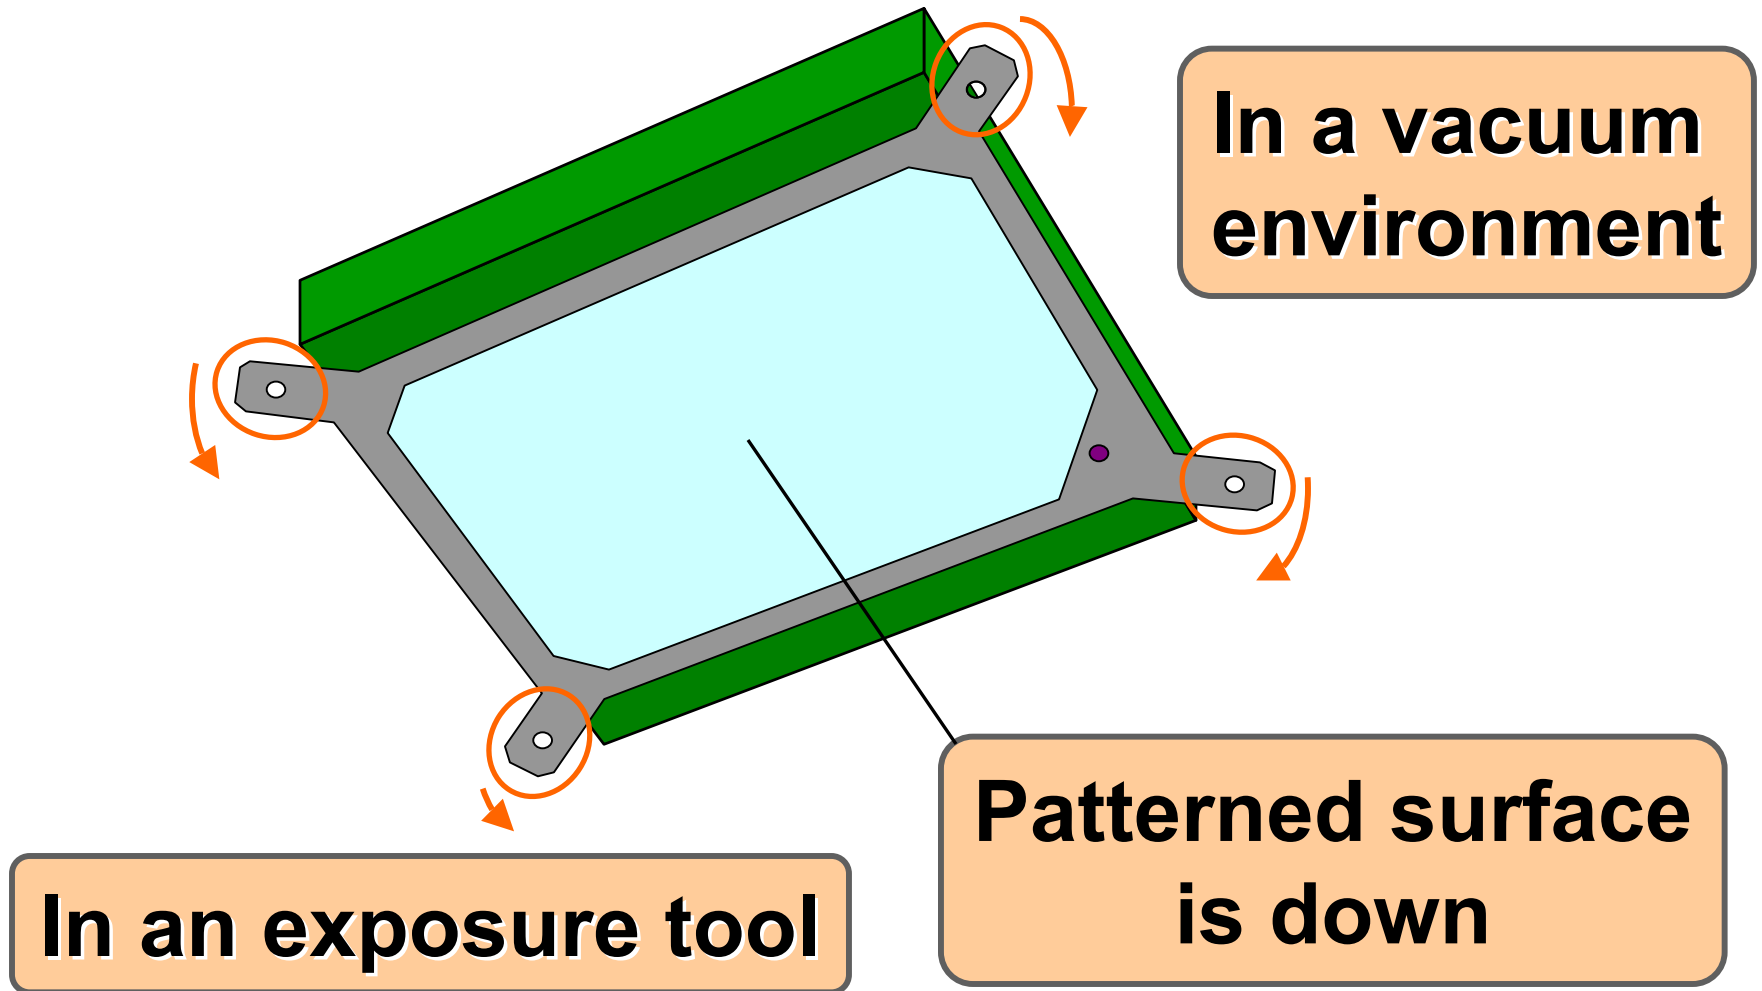 In a vacuum
environment
Patterned surface
is down
In an exposure tool